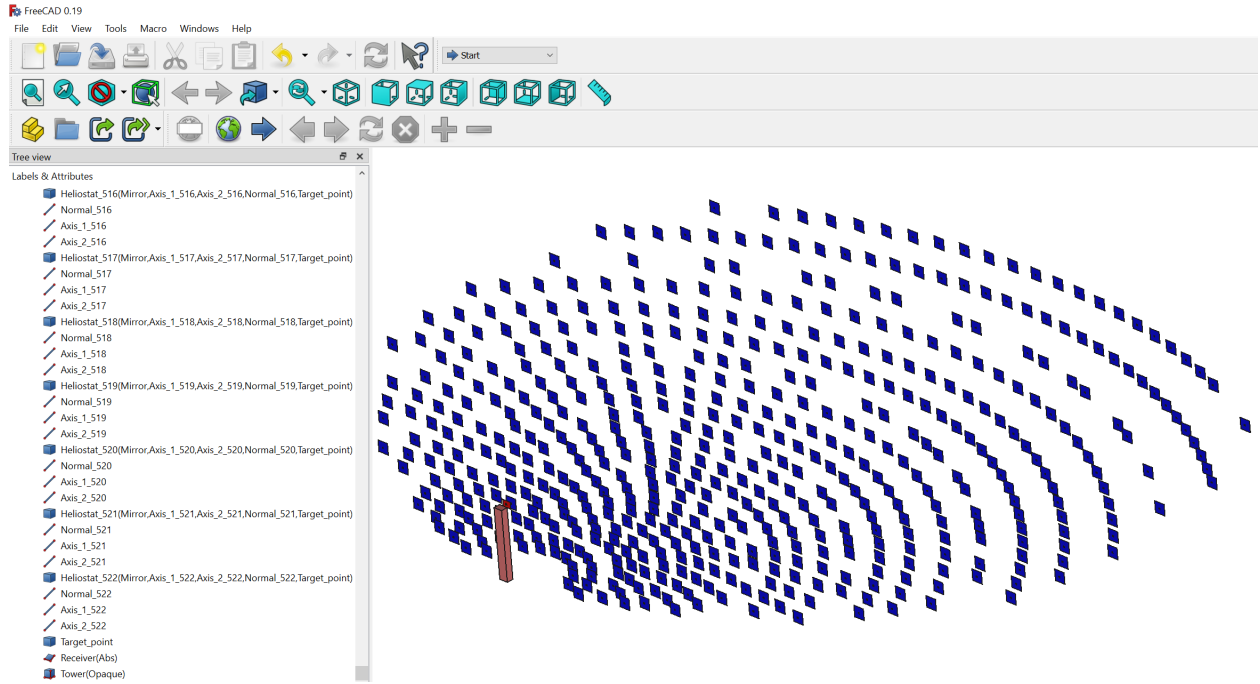 FreeCAD 0.19
File Edit View Tools Macro Windows Help
Start
Tree view
Labels & Attributes
Heliostat_516(Mirror,Axis_1_516,Axis_2_516,Normal_516,Target_point)
Normal_516
Axis_1_516
Axis_2_516
Heliostat_517(Mirror,Axis_1_517,Axis_2_517,Normal_517,Target_point)
Normal_517
Axis_1_517
Axis_2_517
Heliostat_518(Mirror,Axis_1_518,Axis_2_518,Normal_518,Target_point)
Normal_518
Axis_1_518
Axis_2_518
Heliostat_519(Mirror,Axis_1_519,Axis_2_519,Normal_519,Target_point)
Normal_519
Axis_1_519
Axis_2_519
Heliostat_520(Mirror,Axis_1_520,Axis_2_520,Normal_520,Target_point)
Normal_520
Axis_1_520
Axis_2_520
Heliostat_521(Mirror,Axis_1_521,Axis_2_521,Normal_521,Target_point)
Normal_521
Axis_1_521
Axis_2_521
Heliostat_522(Mirror,Axis_1_522,Axis_2_522,Normal_522,Target_point)
Normal_522
Axis_1_522
Axis_2_522
Target_point
Receiver(Abs)
Tower(Opaque)